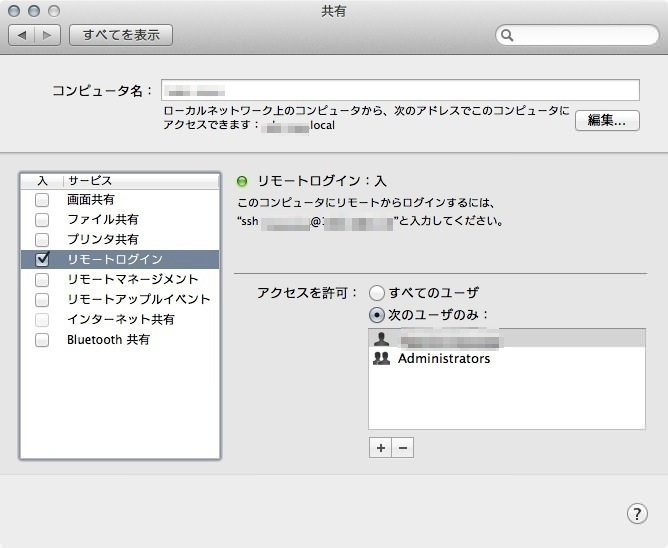 共有
すべてを表示
コンピュータ名：
ローカルネットワーク上のコンピュータから、次のアドレスでこのコンピュータに
アクセスできます： local
編集...
入 サービス
画面共有
ファイル共有
プリンタ共有
リモートログイン
リモートマネージメント
リモートアップルイベント
インターネット共有
Bluetooth 共有
リモートログイン：入
このコンピュータにリモートからログインするには、
“ssh @ ”と入力してください。
アクセスを許可：
すべてのユーザ
次のユーザのみ：
Administrators
+ −
?